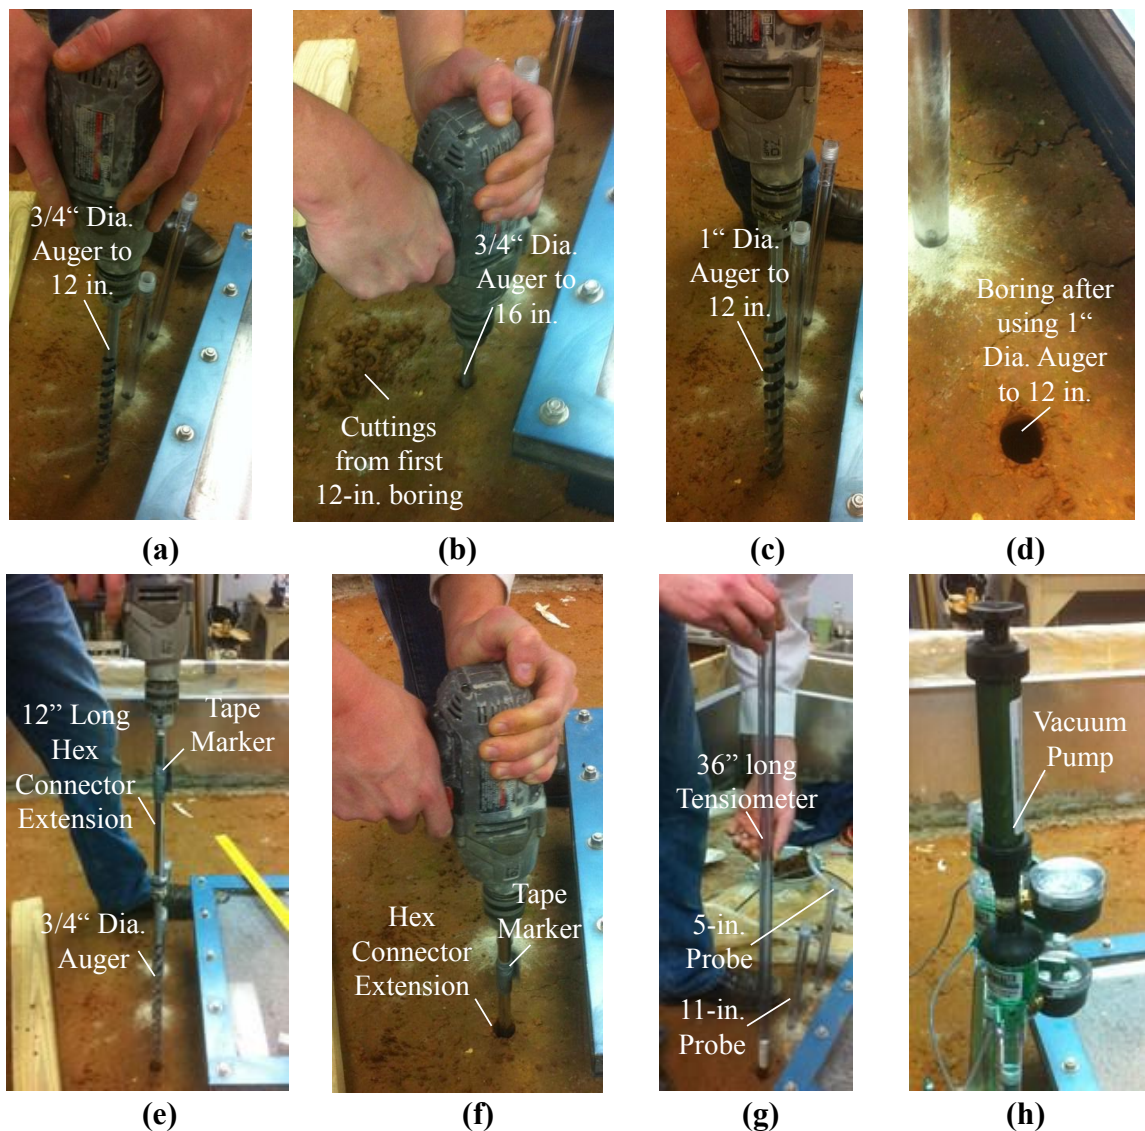 3/4“ Dia.
Auger to
12 in.
3/4“ Dia.
Auger to
16 in.
Cuttings
from first
12-in. boring
1“ Dia.
Auger to
12 in.
Boring after
using 1“
Dia. Auger
to 12 in.
(a)
(b)
(c)
(d)
12” Long
Hex
Connector
Extension
Tape
Marker
3/4“ Dia.
Auger
Hex
Connector
Extension
Tape
Marker
36” long
Tensiometer
5-in.
Probe
11-in.
Probe
Vacuum
Pump
(e)
(f)
(g)
(h)